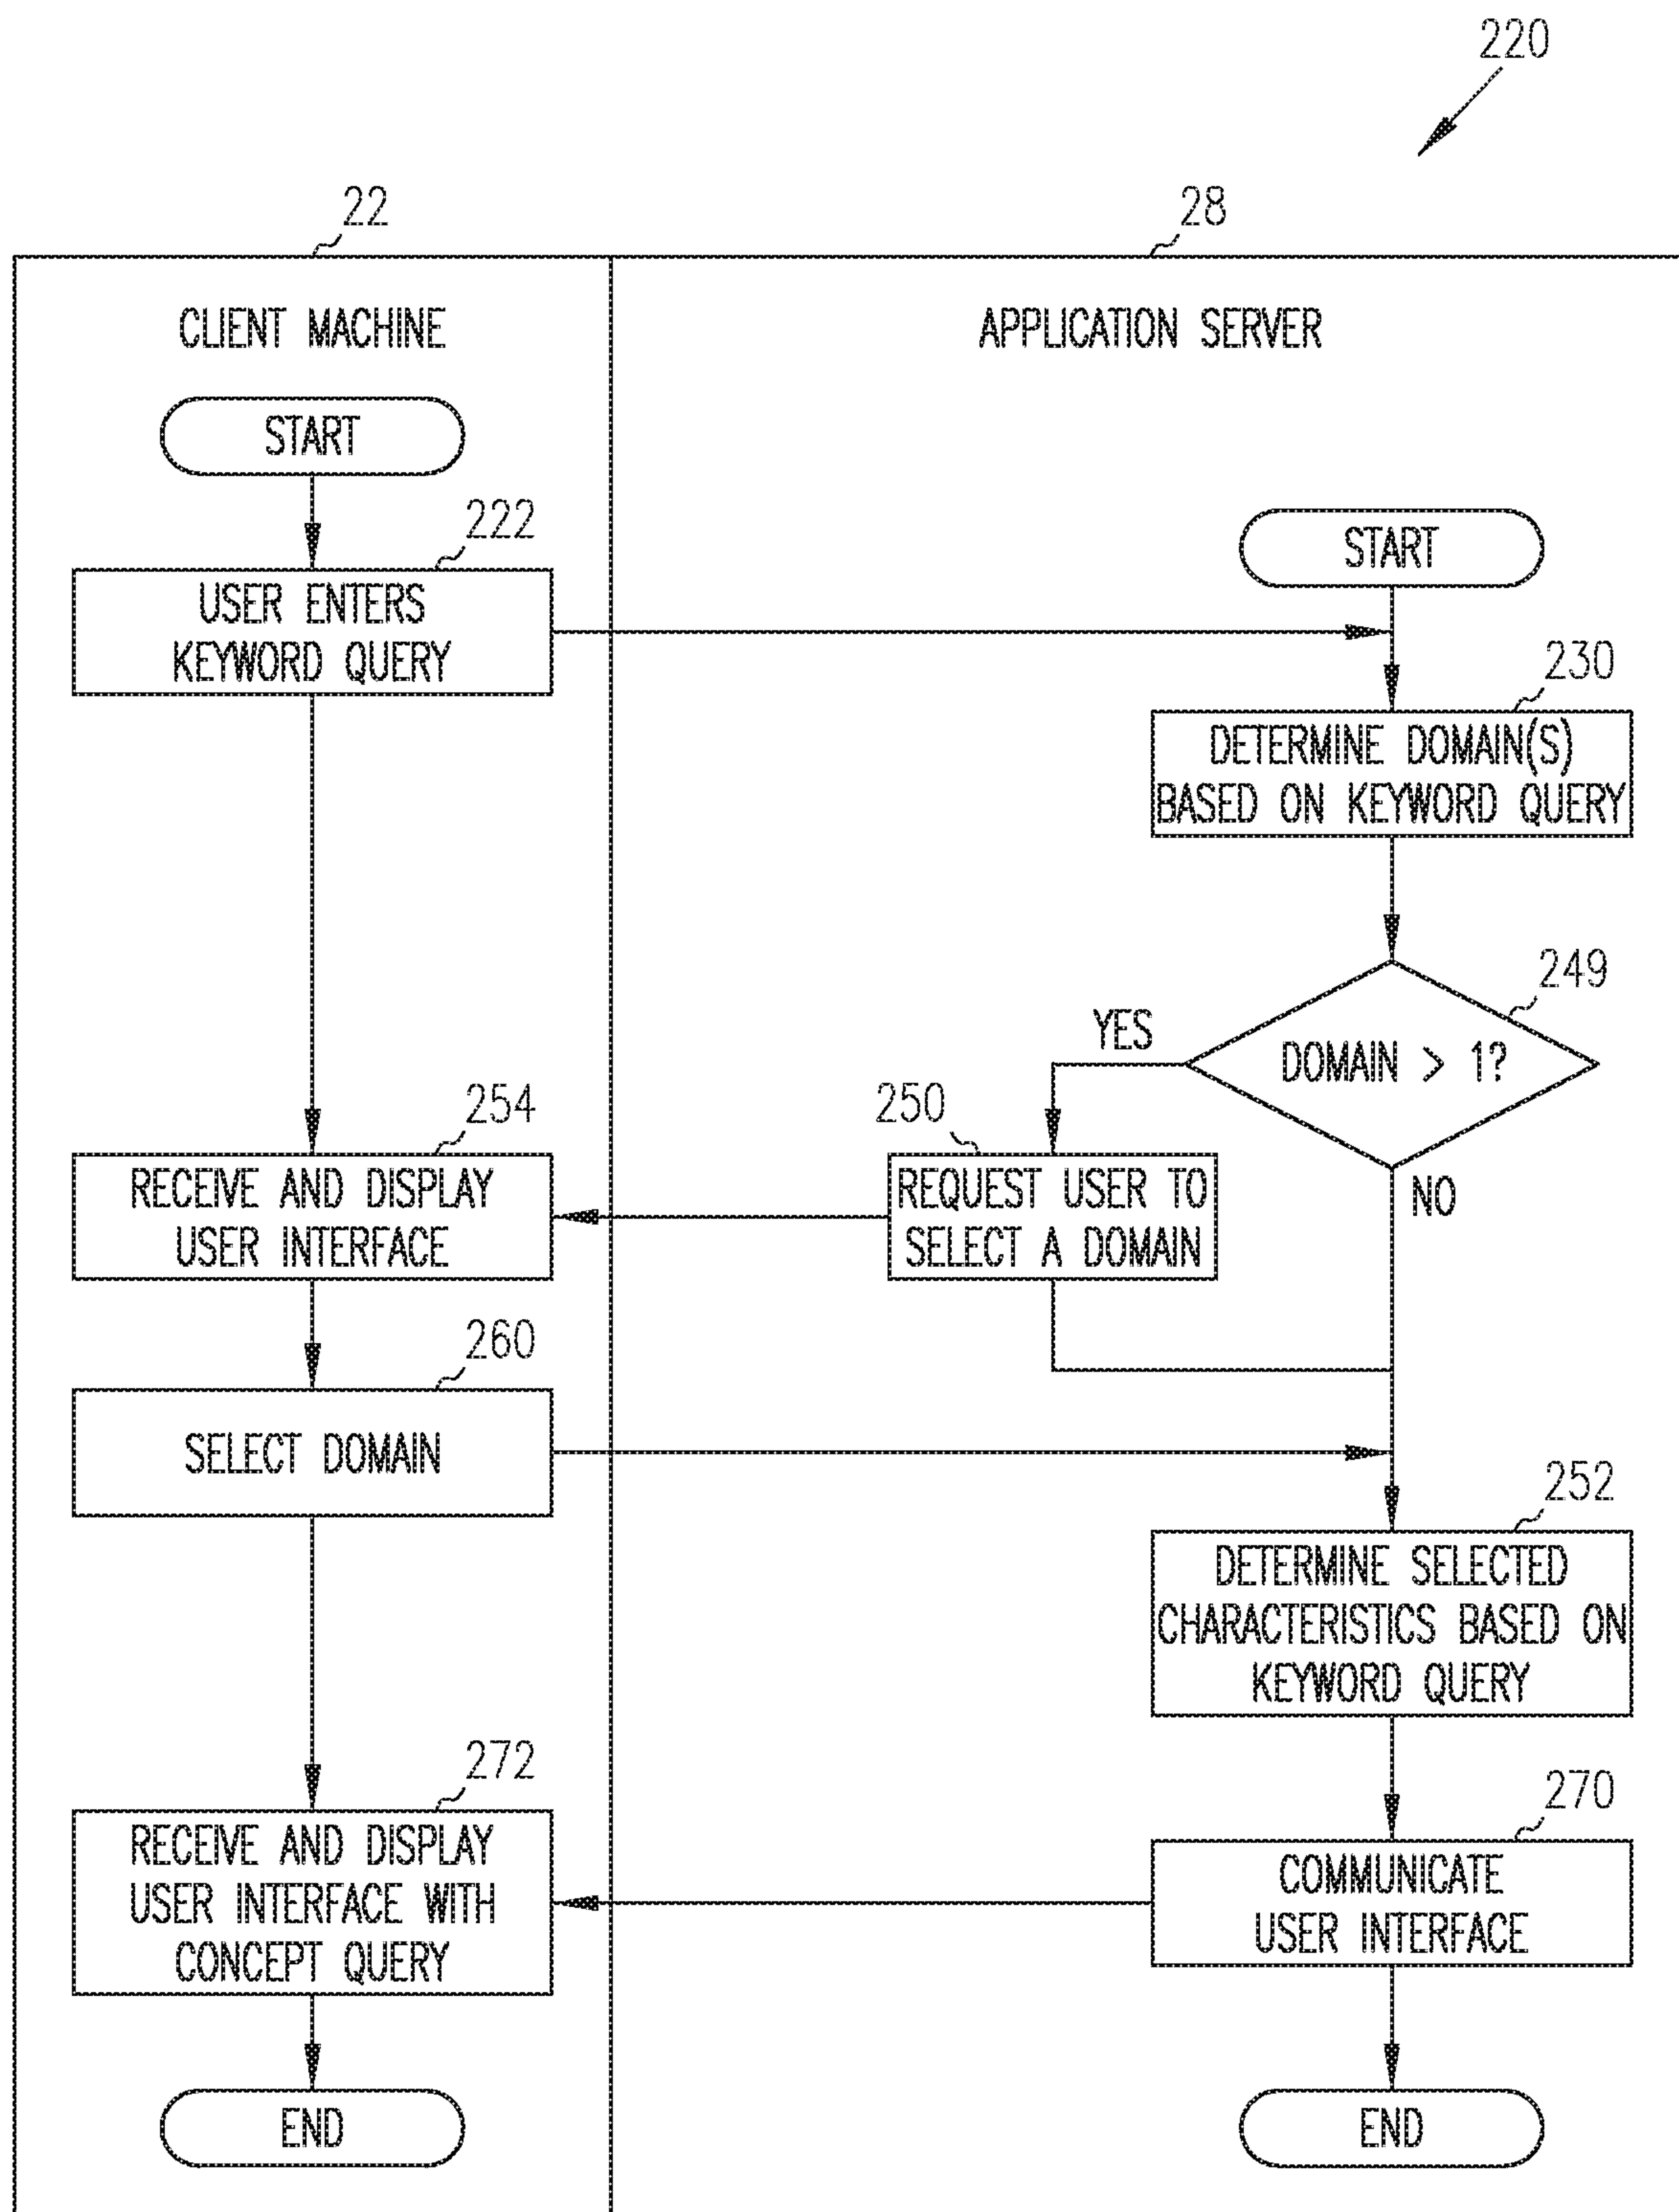 220
22
28
CLIENT MACHINE
APPLICATION SERVER
START
222
USER ENTERS
KEYWORD QUERY
START
230
DETERMINE DOMAIN(S)
BASED ON KEYWORD QUERY
249
DOMAIN > 1?
YES
NO
250
REQUEST USER TO
SELECT A DOMAIN
254
RECEIVE AND DISPLAY
USER INTERFACE
260
SELECT DOMAIN
252
DETERMINE SELECTED
CHARACTERISTICS BASED ON
KEYWORD QUERY
270
COMMUNICATE
USER INTERFACE
272
RECEIVE AND DISPLAY
USER INTERFACE WITH
CONCEPT QUERY
END
END